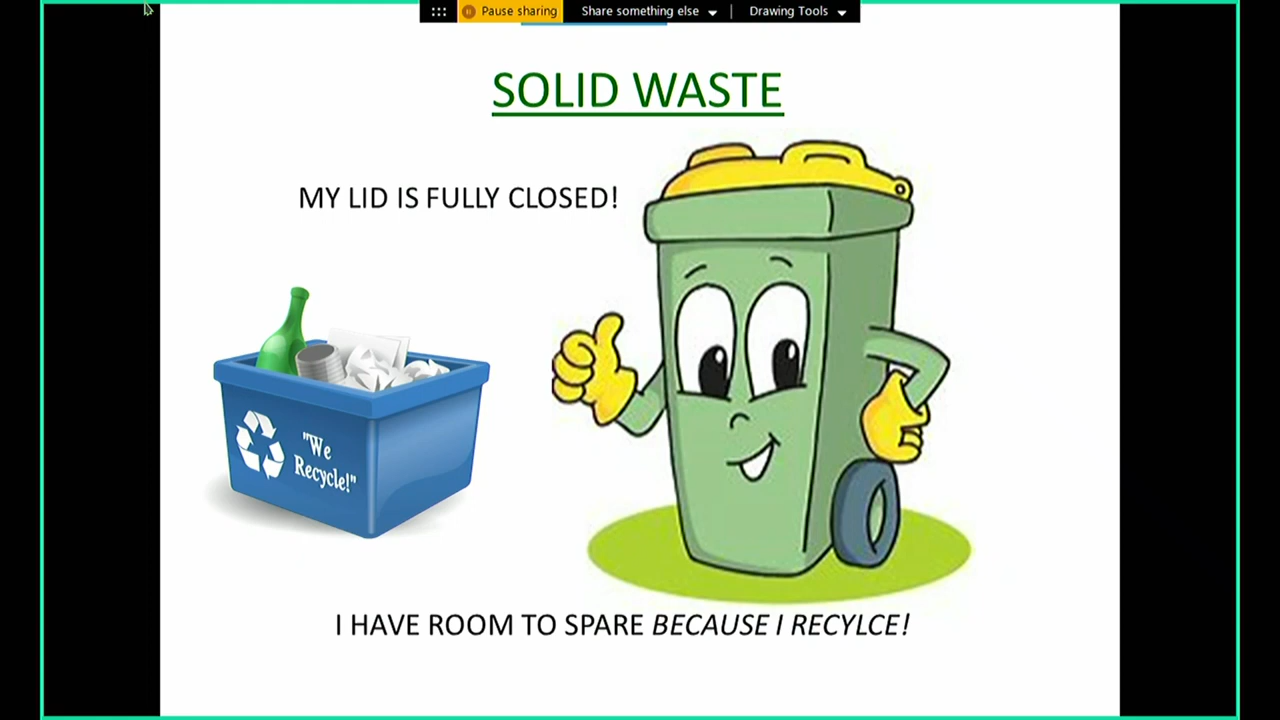 Pause sharing
Share something else
Drawing Tools
SOLID WASTE
MY LID IS FULLY CLOSED!
"We
Recycle!"
I HAVE ROOM TO SPARE BECAUSE I RECYLCE!